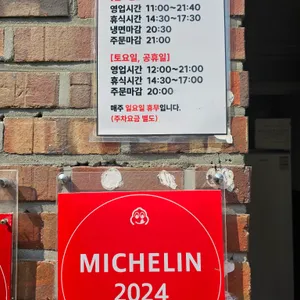 영업시간 11:00~21:40
휴식시간 14:30~17:30
냉면마감 20:30
주문마감 21:00
[토요일, 공휴일]
영업시간 12:00~21:00
휴식시간 14:30~17:00
주문마감 20:00
매주 일요일 휴무입니다.
(주차요금 별도)
MICHELIN
2024